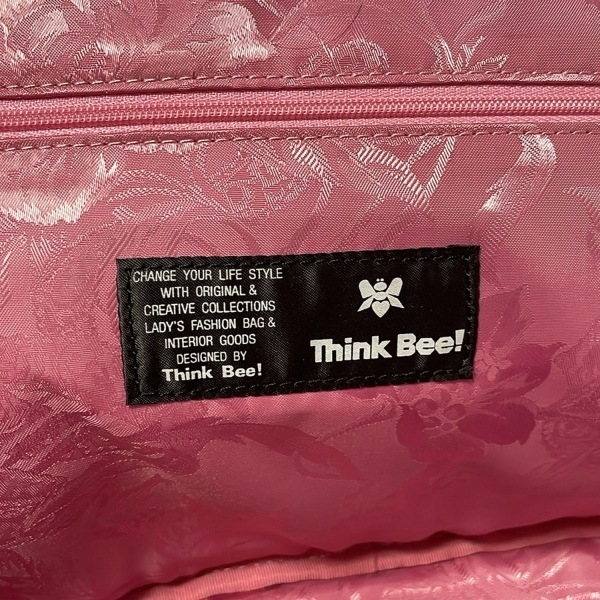 CHANGE YOUR LIFE STYLE
WITH ORIGINAL &
CREATIVE COLLECTIONS
LADY'S FASHION BAG &
INTERIOR GOODS
DESIGNED BY
Think Bee!
Think Bee!